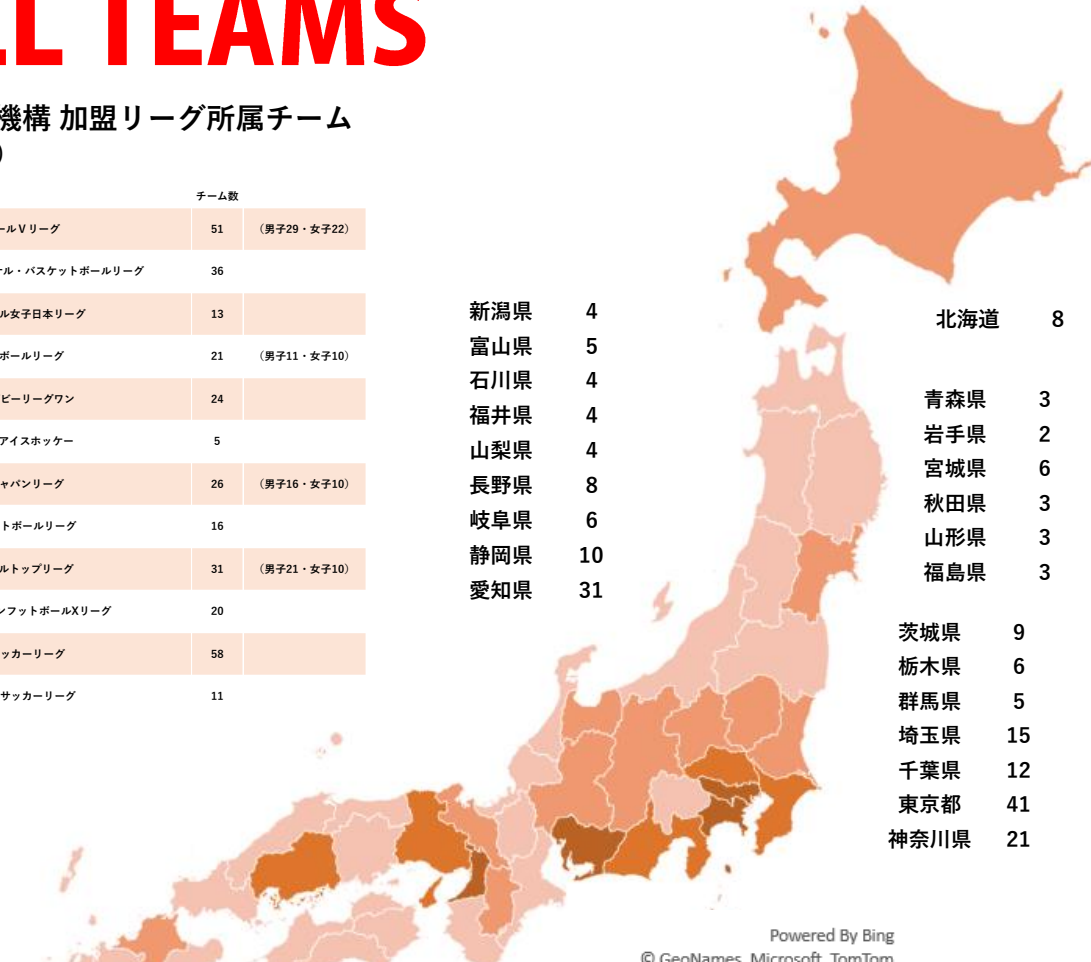 LL TEAMS
機構 加盟リーグ所属チーム
)
チーム数
ールVリーグ 51 （男子29・女子22）
ナル・バスケットボールリーグ 36
ル女子日本リーグ 13
ボールリーグ 21 （男子11・女子10）
ビーリーグワン 24
アイスホッケー 5
ャパンリーグ 26 （男子16・女子10）
トボールリーグ 16
ルトップリーグ 31 （男子21・女子10）
ンフットボールXリーグ 20
ッカーリーグ 58
サッカーリーグ 11
新潟県 4
富山県 5
石川県 4
福井県 4
山梨県 4
長野県 8
岐阜県 6
静岡県 10
愛知県 31
北海道 8
青森県 3
岩手県 2
宮城県 6
秋田県 3
山形県 3
福島県 3
茨城県 9
栃木県 6
群馬県 5
埼玉県 15
千葉県 12
東京都 41
神奈川県 21
Powered By Bing
© GeoNames, Microsoft, TomTom